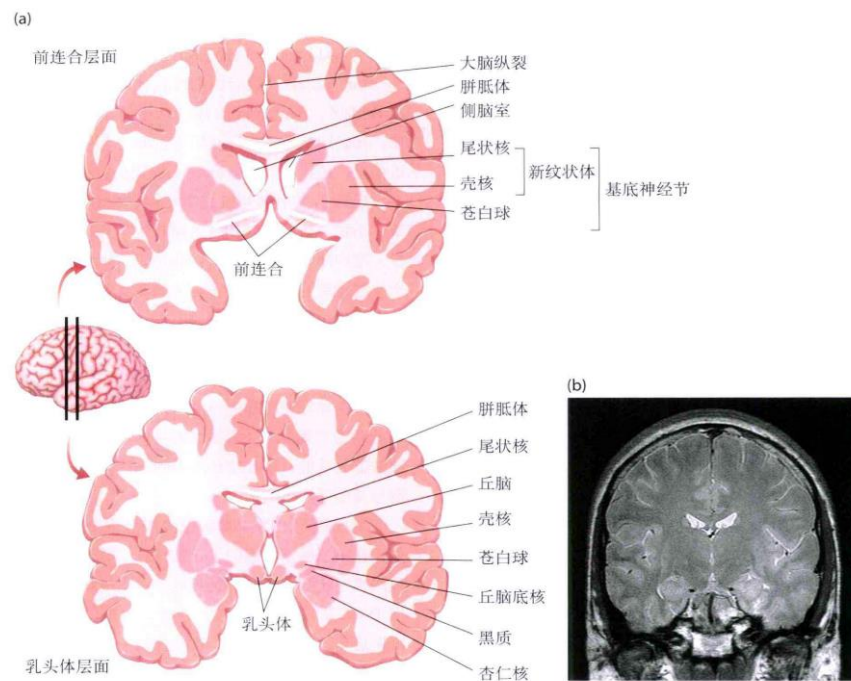 (a)
前连合层面
大脑纵裂
胼胝体
侧脑室
尾状核
新纹状体
壳核
基底神经节
苍白球
前连合
(b)
胼胝体
尾状核
丘脑
壳核
苍白球
丘脑底核
乳头体
黑质
乳头体层面
杏仁核